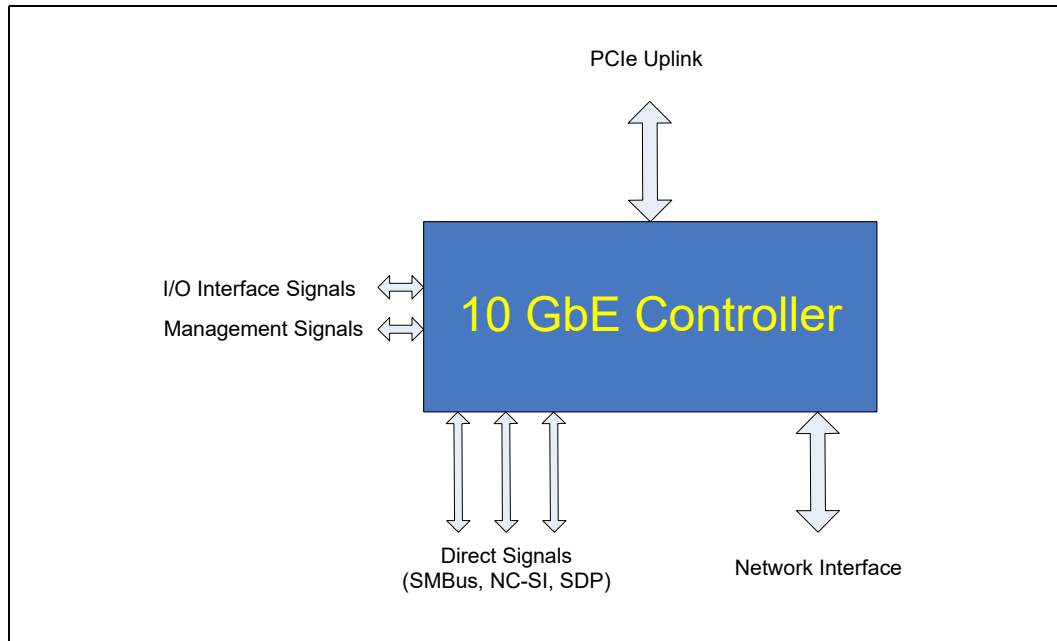 PCIe Uplink
I/O Interface Signals
Management Signals
10 GbE Controller
Direct Signals
(SMBus, NC-SI, SDP)
Network Interface